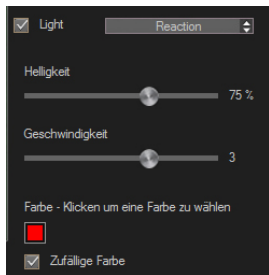 Light Reaction
Helligkeit
75 %
Geschwindigkeit
3
Farbe - Klicken um eine Farbe zu wählen
Zufällige Farbe